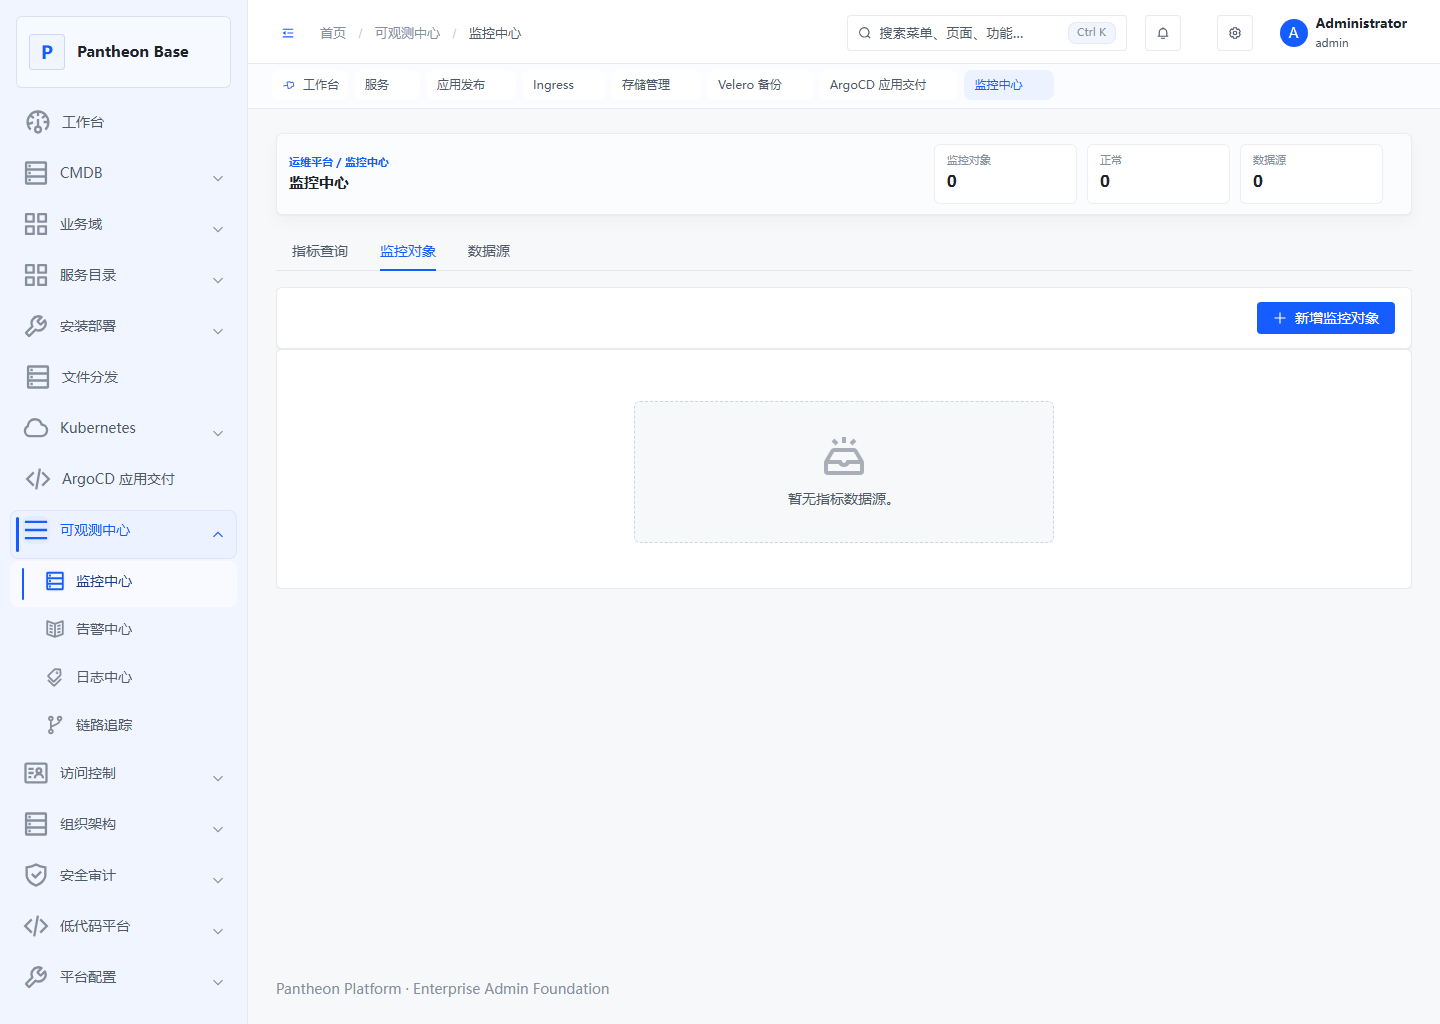 P Pantheon Base
工作台
CMDB
业务域
服务目录
安装部署
文件分发
Kubernetes
ArgoCD 应用交付
可观测中心
监控中心
告警中心
日志中心
链路追踪
访问控制
组织架构
安全审计
低代码平台
平台配置
首页 / 可观测中心 / 监控中心
搜索菜单、页面、功能... Ctrl K
A Administrator
admin
工作台 服务 应用发布 Ingress 存储管理 Velero 备份 ArgoCD 应用交付 监控中心
运维平台 / 监控中心
监控中心
监控对象
0
正常
0
数据源
0
指标查询 监控对象 数据源
新增监控对象
暂无指标数据源。
Pantheon Platform · Enterprise Admin Foundation